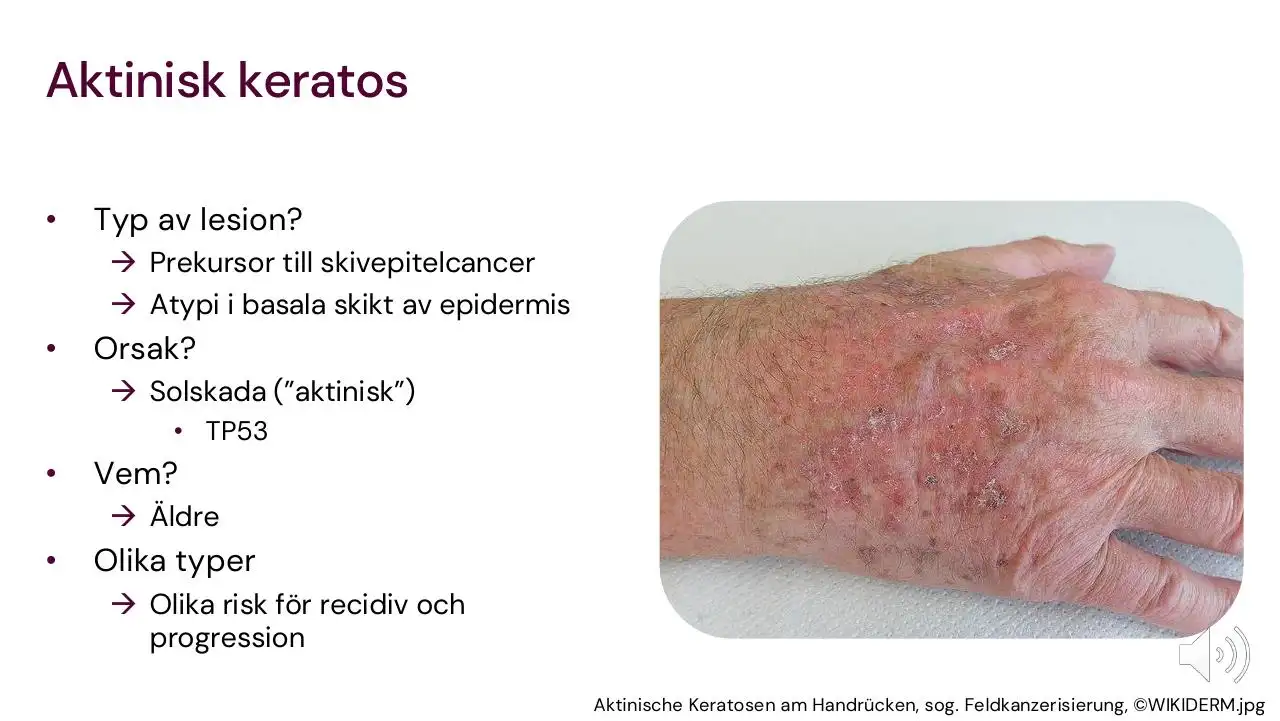 Aktinisk keratos
• Typ av lesion?
→ Prekursor till skivepitelcancer
→ Atypi i basala skikt av epidermis
• Orsak?
→ Solskada (”aktinisk”)
• TP53
• Vem?
→ Äldre
• Olika typer
→ Olika risk för recidiv och
progression
Aktinische Keratosen am Handrücken, sog. Feldkanzerisierung, ©WIKIDERM.jpg